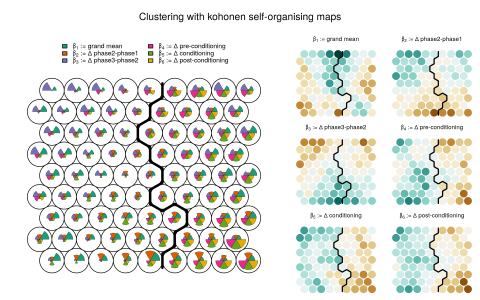 Clustering with kohonen self-organising maps
β₁ := grand mean
β₂ := Δ phase2-phase1
β₃ := Δ phase3-phase2
β₄ := Δ pre-conditioning
β₅ := Δ conditioning
β₆ := Δ post-conditioning
β₁ := grand mean
β₂ := Δ phase2-phase1
β₃ := Δ phase3-phase2
β₄ := Δ pre-conditioning
β₅ := Δ conditioning
β₆ := Δ post-conditioning